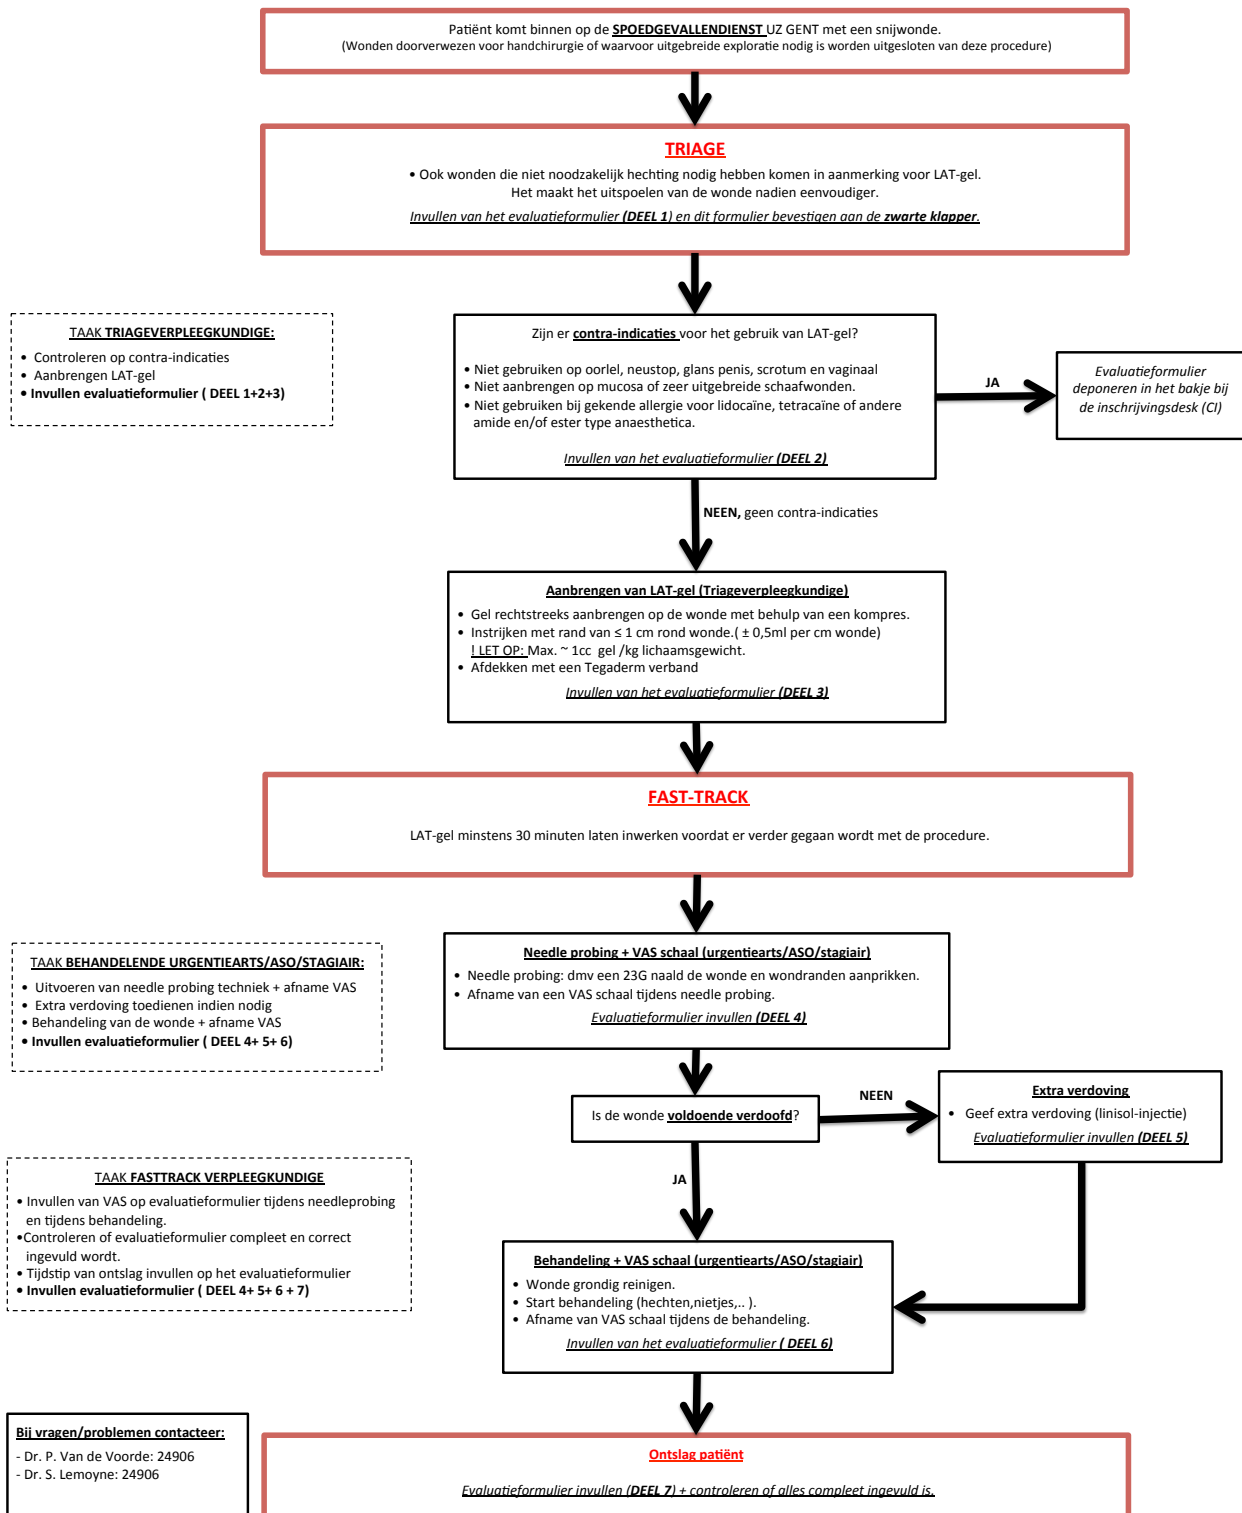 Patiënt komt binnen op de SPOEDGEVALLENDIENST UZ GENT met een snijwonde.
(Wonden doorverwezen voor handchirurgie of waarvoor uitgebreide exploratie nodig is worden uitgesloten van deze procedure)
TRIAGE
• Ook wonden die niet noodzakelijk hechting nodig hebben komen in aanmerking voor LAT-gel.
Het maakt het uitspoelen van de wonde nadien eenvoudiger.
Invullen van het evaluatieformulier (DEEL 1) en dit formulier bevestigen aan de zwarte klapper.
TAAK TRIAGEVERPLEEGKUNDIGE:
• Controleren op contra-indicaties
• Aanbrengen LAT-gel
• Invullen evaluatieformulier ( DEEL 1+2+3)
Zijn er contra-indicaties voor het gebruik van LAT-gel?
• Niet gebruiken op oorlel, neustop, glans penis, scrotum en vaginaal
• Niet aanbrengen op mucosa of zeer uitgebreide schaafwonden.
• Niet gebruiken bij gekende allergie voor lidocaïne, tetracaïne of andere
amide en/of ester type anaesthetica.
Invullen van het evaluatieformulier (DEEL 2)
JA
Evaluatieformulier
deponeren in het bakje bij
de inschrijvingsdesk (CI)
NEEN, geen contra-indicaties
Aanbrengen van LAT-gel (Triageverpleegkundige)
• Gel rechtstreeks aanbrengen op de wonde met behulp van een kompres.
• Instrijken met rand van ≤ 1 cm rond wonde.( ± 0,5ml per cm wonde)
! LET OP: Max. ~ 1cc gel /kg lichaamsgewicht.
• Afdekken met een Tegaderm verband
Invullen van het evaluatieformulier (DEEL 3)
FAST-TRACK
LAT-gel minstens 30 minuten laten inwerken voordat er verder gegaan wordt met de procedure.
TAAK BEHANDELENDE URGENTIEARTS/ASO/STAGIAIR:
• Uitvoeren van needle probing techniek + afname VAS
• Extra verdoving toedienen indien nodig
• Behandeling van de wonde + afname VAS
• Invullen evaluatieformulier ( DEEL 4+ 5+ 6)
Needle probing + VAS schaal (urgentiearts/ASO/stagiair)
• Needle probing: dmv een 23G naald de wonde en wondranden aanprikken.
• Afname van een VAS schaal tijdens needle probing.
Evaluatieformulier invullen (DEEL 4)
Is de wonde voldoende verdoofd?
NEEN
Extra verdoving
• Geef extra verdoving (linisol-injectie)
Evaluatieformulier invullen (DEEL 5)
JA
TAAK FASTTRACK VERPLEEGKUNDIGE
• Invullen van VAS op evaluatieformulier tijdens needleprobing
en tijdens behandeling.
•Controleren of evaluatieformulier compleet en correct
ingevuld wordt.
• Tijdstip van ontslag invullen op het evaluatieformulier
• Invullen evaluatieformulier ( DEEL 4+ 5+ 6 + 7)
Behandeling + VAS schaal (urgentiearts/ASO/stagiair)
• Wonde grondig reinigen.
• Start behandeling (hechten,nietjes,.. ).
• Afname van VAS schaal tijdens de behandeling.
Invullen van het evaluatieformulier ( DEEL 6)
Bij vragen/problemen contacteer:
- Dr. P. Van de Voorde: 24906
- Dr. S. Lemoyne: 24906
Ontslag patiënt
Evaluatieformulier invullen (DEEL 7) + controleren of alles compleet ingevuld is.